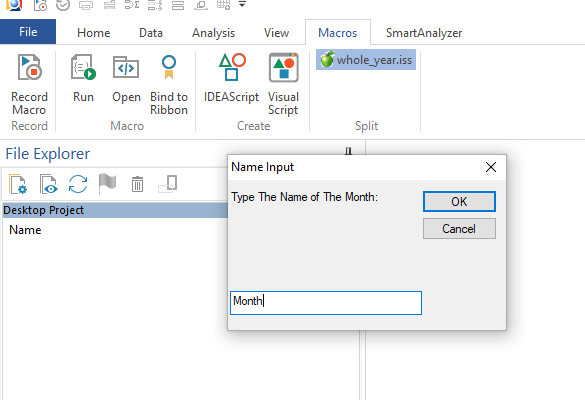 File Home Data Analysis View Macros SmartAnalyzer
Record Macro
Run
Open
Bind to Ribbon
IDEAScript
Visual Script
whole_year.iss
Record Macro Create Split
File Explorer
Desktop Project
Name
Name Input
Type The Name of The Month:
OK
Cancel
Month